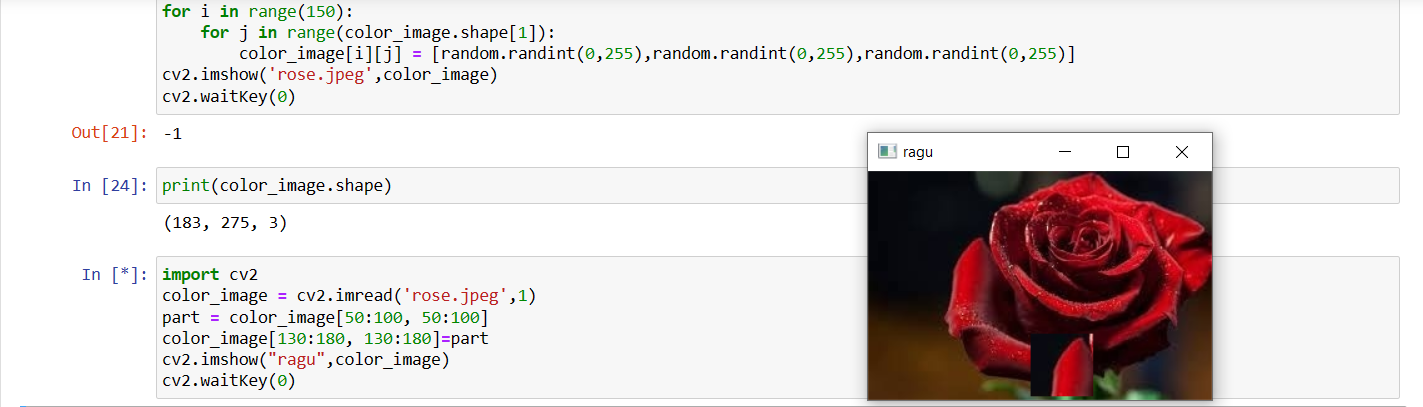 for i in range(150):
    for j in range(color_image.shape[1]):
        color_image[i][j] = [random.randint(0,255),random.randint(0,255),random.randint(0,255)]
cv2.imshow('rose.jpeg',color_image)
cv2.waitKey(0)
Out[21]: -1
In [24]: print(color_image.shape)
(183, 275, 3)
In [*]: import cv2
color_image = cv2.imread('rose.jpeg',1)
part = color_image[50:100, 50:100]
color_image[130:180, 130:180]=part
cv2.imshow("ragu",color_image)
cv2.waitKey(0)
ragu